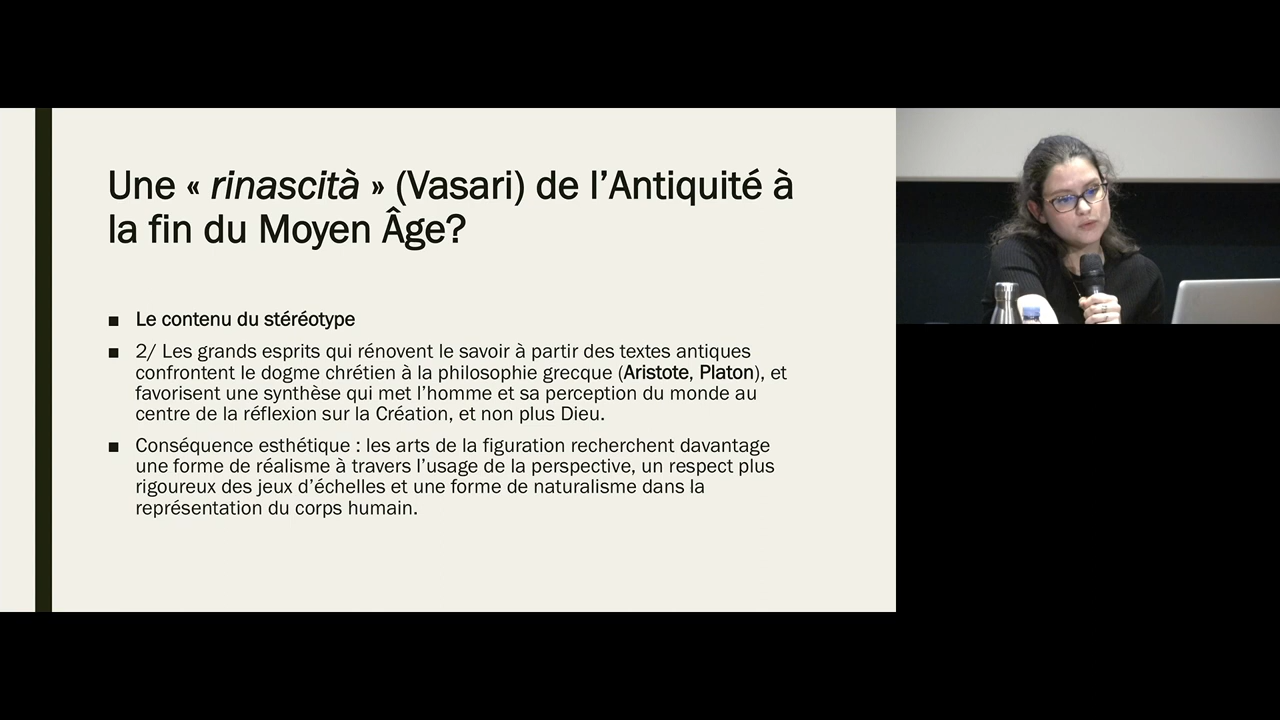 Une « rinascità » (Vasari) de l’Antiquité à
la fin du Moyen Âge?
■ Le contenu du stéréotype
■ 2/ Les grands esprits qui rénovent le savoir à partir des textes antiques
confrontent le dogme chrétien à la philosophie grecque (Aristote, Platon), et
favorisent une synthèse qui met l’homme et sa perception du monde au
centre de la réflexion sur la Création, et non plus Dieu.
■ Conséquence esthétique : les arts de la figuration recherchent davantage
une forme de réalisme à travers l’usage de la perspective, un respect plus
rigoureux des jeux d’échelles et une forme de naturalisme dans la
représentation du corps humain.